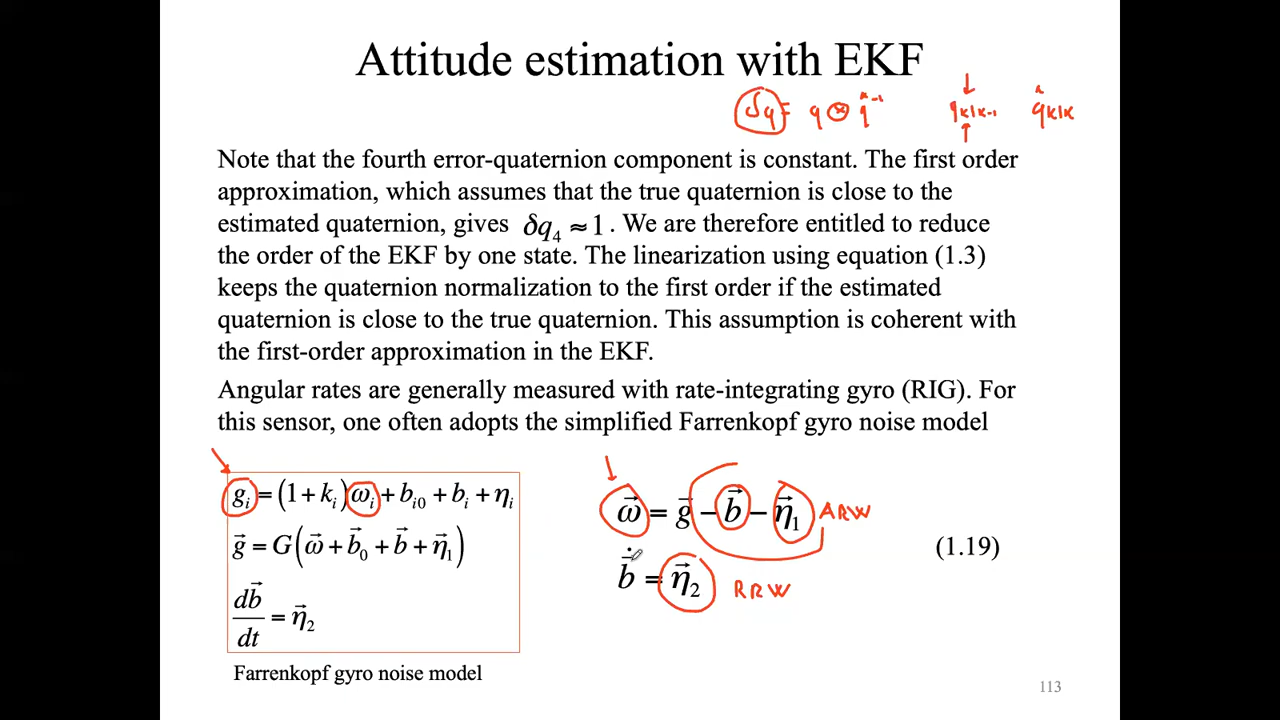 Attitude estimation with EKF
δq = q ⊗ q̂⁻¹ q̂k|k-1 q̂k|k
Note that the fourth error-quaternion component is constant. The first order
approximation, which assumes that the true quaternion is close to the
estimated quaternion, gives δq₄ ≈ 1. We are therefore entitled to reduce
the order of the EKF by one state. The linearization using equation (1.3)
keeps the quaternion normalization to the first order if the estimated
quaternion is close to the true quaternion. This assumption is coherent with
the first-order approximation in the EKF.
Angular rates are generally measured with rate-integrating gyro (RIG). For
this sensor, one often adopts the simplified Farrenkopf gyro noise model
gᵢ = (1 + kᵢ)ωᵢ + bᵢ₀ + bᵢ + ηᵢ
g⃗ = G(ω⃗ + b⃗₀ + b⃗ + η⃗₁)
db⃗/dt = η⃗₂
Farrenkopf gyro noise model
ω⃗ = g⃗ − b⃗ − η⃗₁ ARW
b⃗̇ = η⃗₂ RRW
(1.19)
113